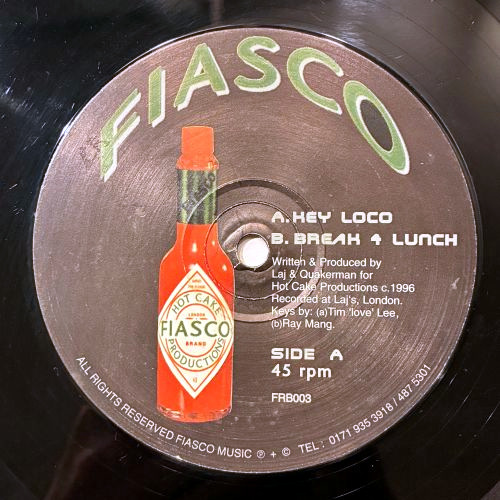 FIASCO
A. KEY LOCO
B. BREAK 4 LUNCH
Written & Produced by
Laj & Quakerman for
Hot Cake Productions c.1996
Recorded at Laj's, London.
Keys by: (a)Tim 'love' Lee,
(b)Ray Mang.
SIDE A
45 rpm
FRB003
HOT CAKE
LONDON
FIASCO
BRAND
PRODUCTIONS
ALL RIGHTS RESERVED FIASCO MUSIC ℗ + © TEL: 0171 935 3918 / 487 5301